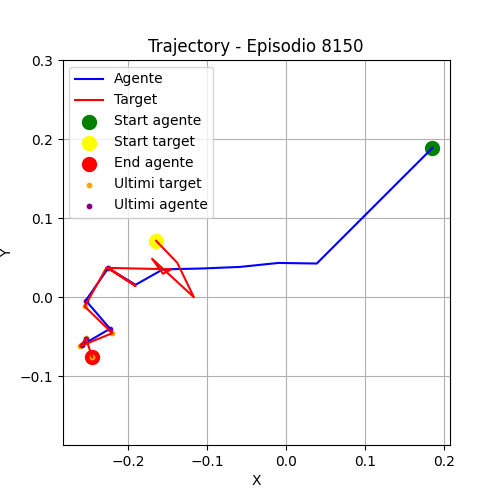 Trajectory - Episodio 8150
Agente
Target
Start agente
Start target
End agente
Ultimi target
Ultimi agente
0.3
0.2
0.1
0.0
−0.1
Y
−0.2
−0.1
0.0
0.1
0.2
X